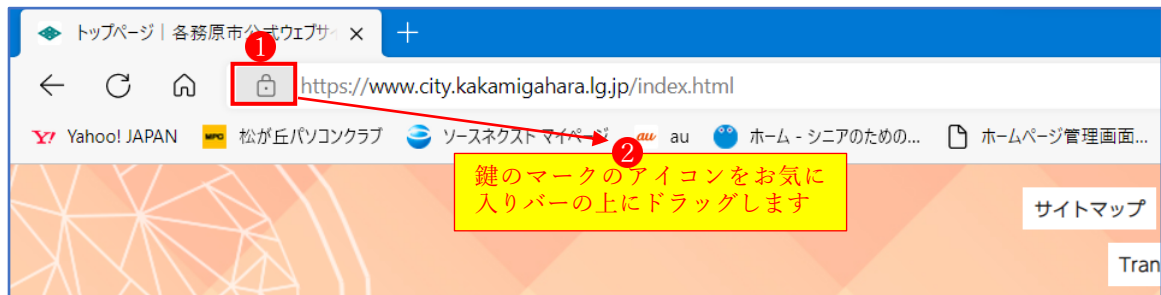 トップページ｜各務原市公式ウェブサ
1
https://www.city.kakamigahara.lg.jp/index.html
Y! Yahoo! JAPAN MPC 松が丘パソコンクラブ ソースネクスト マイページ au au ホーム - シニアのための... ホームページ管理画面...
2
鍵のマークのアイコンをお気に
入りバーの上にドラッグします
サイトマップ
Tran